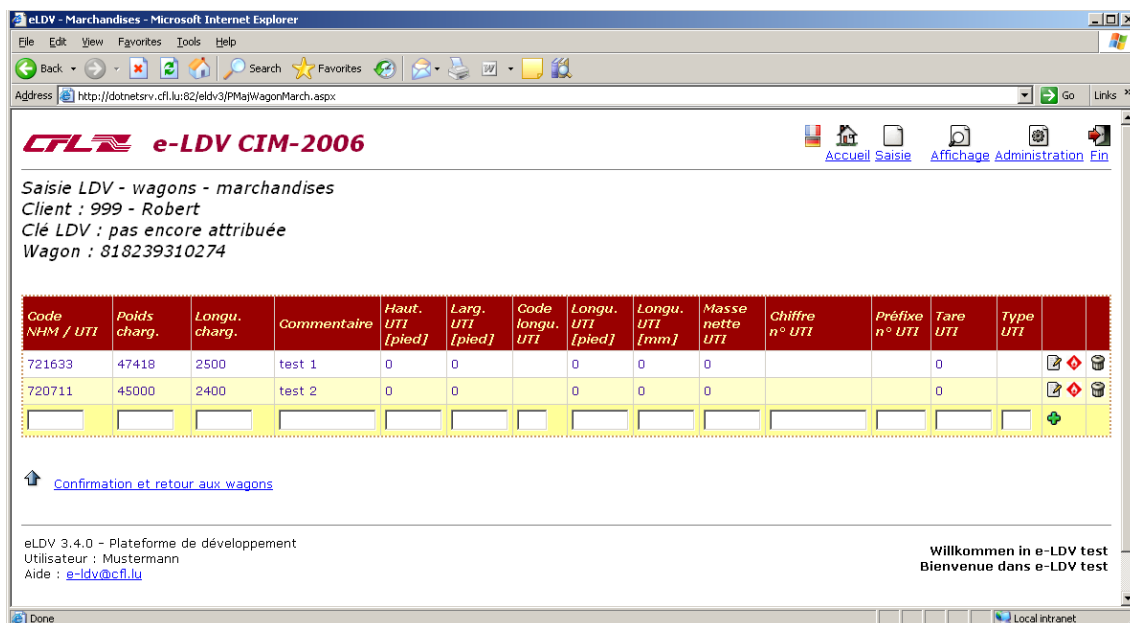 eLDV - Marchandises - Microsoft Internet Explorer
File Edit View Favorites Tools Help
Back Search Favorites
Address http://dotnetsrv.cfl.lu:82/eldv3/PMajWagonMarch.aspx Go Links »
CFL e-LDV CIM-2006
Accueil Saisie Affichage Administration Fin
Saisie LDV - wagons - marchandises
Client : 999 - Robert
Clé LDV : pas encore attribuée
Wagon : 818239310274
Code NHM / UTI Poids charg. Longu. charg. Commentaire Haut. UTI [pied] Larg. UTI [pied] Code longu. UTI Longu. UTI [pied] Longu. UTI [mm] Masse nette UTI Chiffre n° UTI Préfixe n° UTI Tare UTI Type UTI
721633 47418 2500 test 1 0 0 0 0 0 0
720711 45000 2400 test 2 0 0 0 0 0 0
Confirmation et retour aux wagons
eLDV 3.4.0 - Plateforme de développement
Utilisateur : Mustermann
Aide : e-ldv@cfl.lu
Willkommen in e-LDV test
Bienvenue dans e-LDV test
Done Local intranet